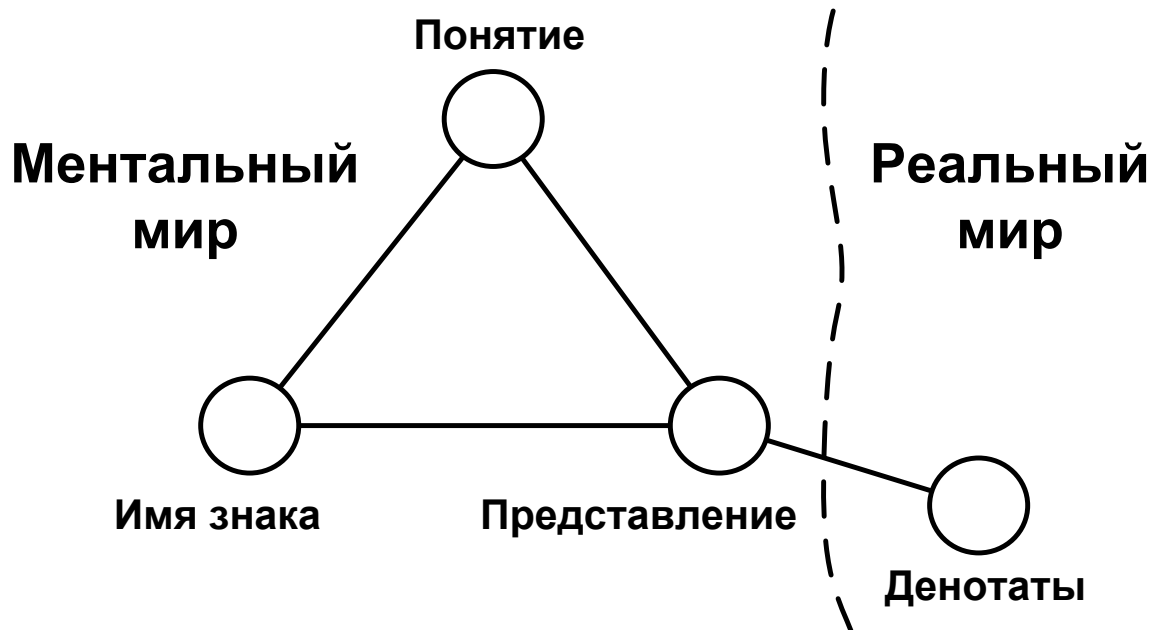 Понятие
Ментальный
мир
Реальный
мир
Имя знака
Представление
Денотаты